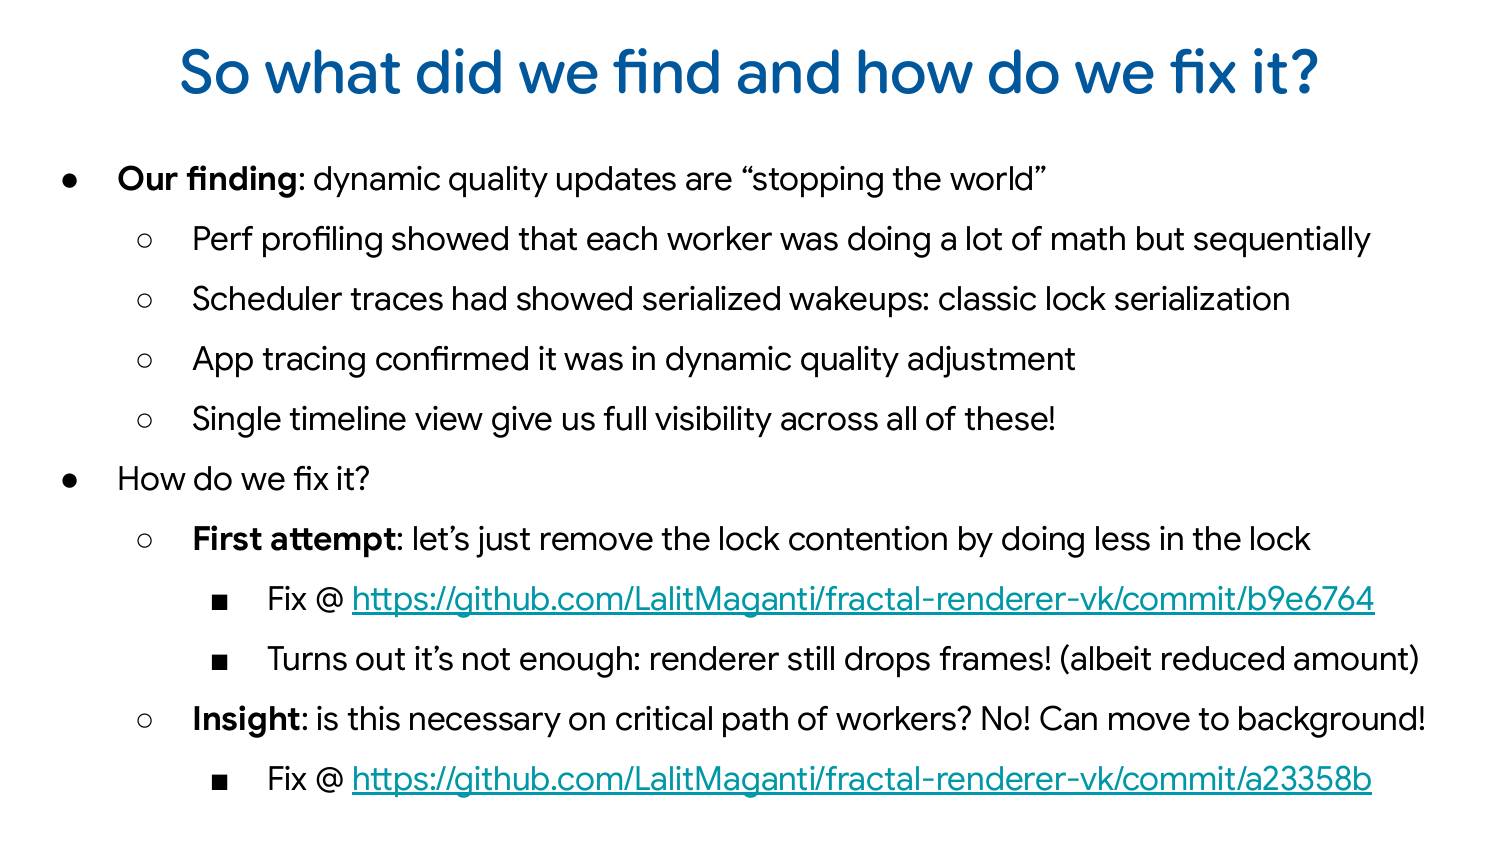 So what did we find and how do we fix it?
● Our finding: dynamic quality updates are “stopping the world”
○ Perf profiling showed that each worker was doing a lot of math but sequentially
○ Scheduler traces had showed serialized wakeups: classic lock serialization
○ App tracing confirmed it was in dynamic quality adjustment
○ Single timeline view give us full visibility across all of these!
● How do we fix it?
○ First attempt: let’s just remove the lock contention by doing less in the lock
■ Fix @ https://github.com/LalitMaganti/fractal-renderer-vk/commit/b9e6764
■ Turns out it’s not enough: renderer still drops frames! (albeit reduced amount)
○ Insight: is this necessary on critical path of workers? No! Can move to background!
■ Fix @ https://github.com/LalitMaganti/fractal-renderer-vk/commit/a23358b